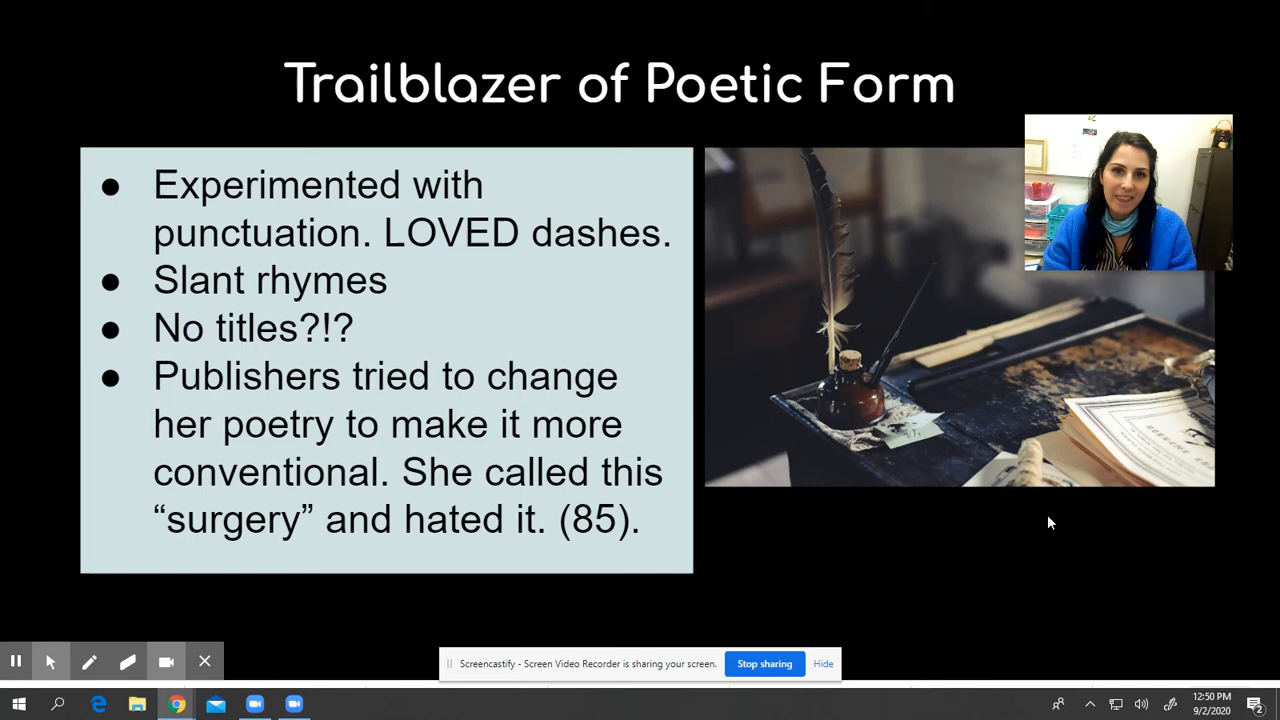 Trailblazer of Poetic Form
● Experimented with
punctuation. LOVED dashes.
● Slant rhymes
● No titles?!?
● Publishers tried to change
her poetry to make it more
conventional. She called this
“surgery” and hated it. (85).
Screencastify - Screen Video Recorder is sharing your screen.
Stop sharing
Hide
12:50 PM
9/2/2020
2